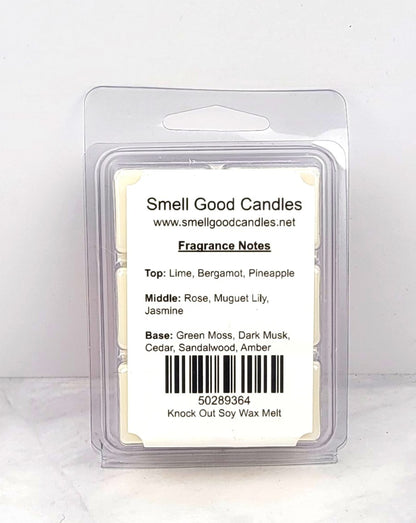 Smell Good Candles
www.smellgoodcandles.net
Fragrance Notes
Top: Lime, Bergamot, Pineapple
Middle: Rose, Muguet Lily,
Jasmine
Base: Green Moss, Dark Musk,
Cedar, Sandalwood, Amber
50289364
Knock Out Soy Wax Melt